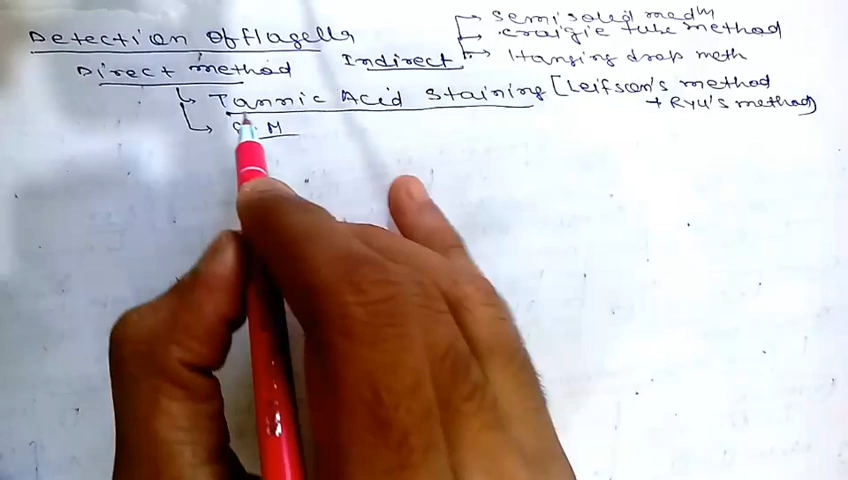 Detection of flagella
Direct method
Indirect
Semisolid medm
craigie tube method
Hanging drop meth
Tannic Acid Staining [Leifson's method
+ Ryu's method)
M